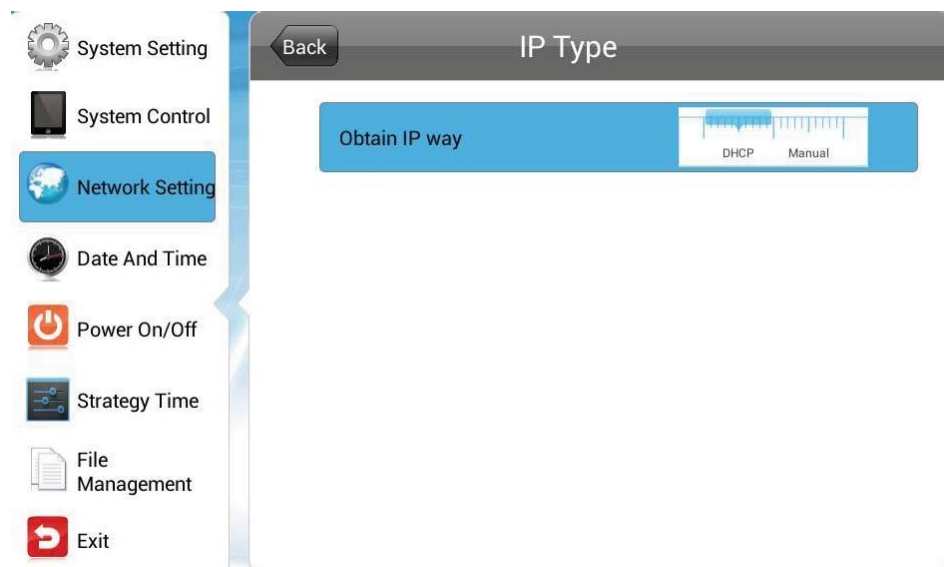 System Setting
System Control
Network Setting
Date And Time
Power On/Off
Strategy Time
File
Management
Exit
Back
IP Type
Obtain IP way
DHCP Manual